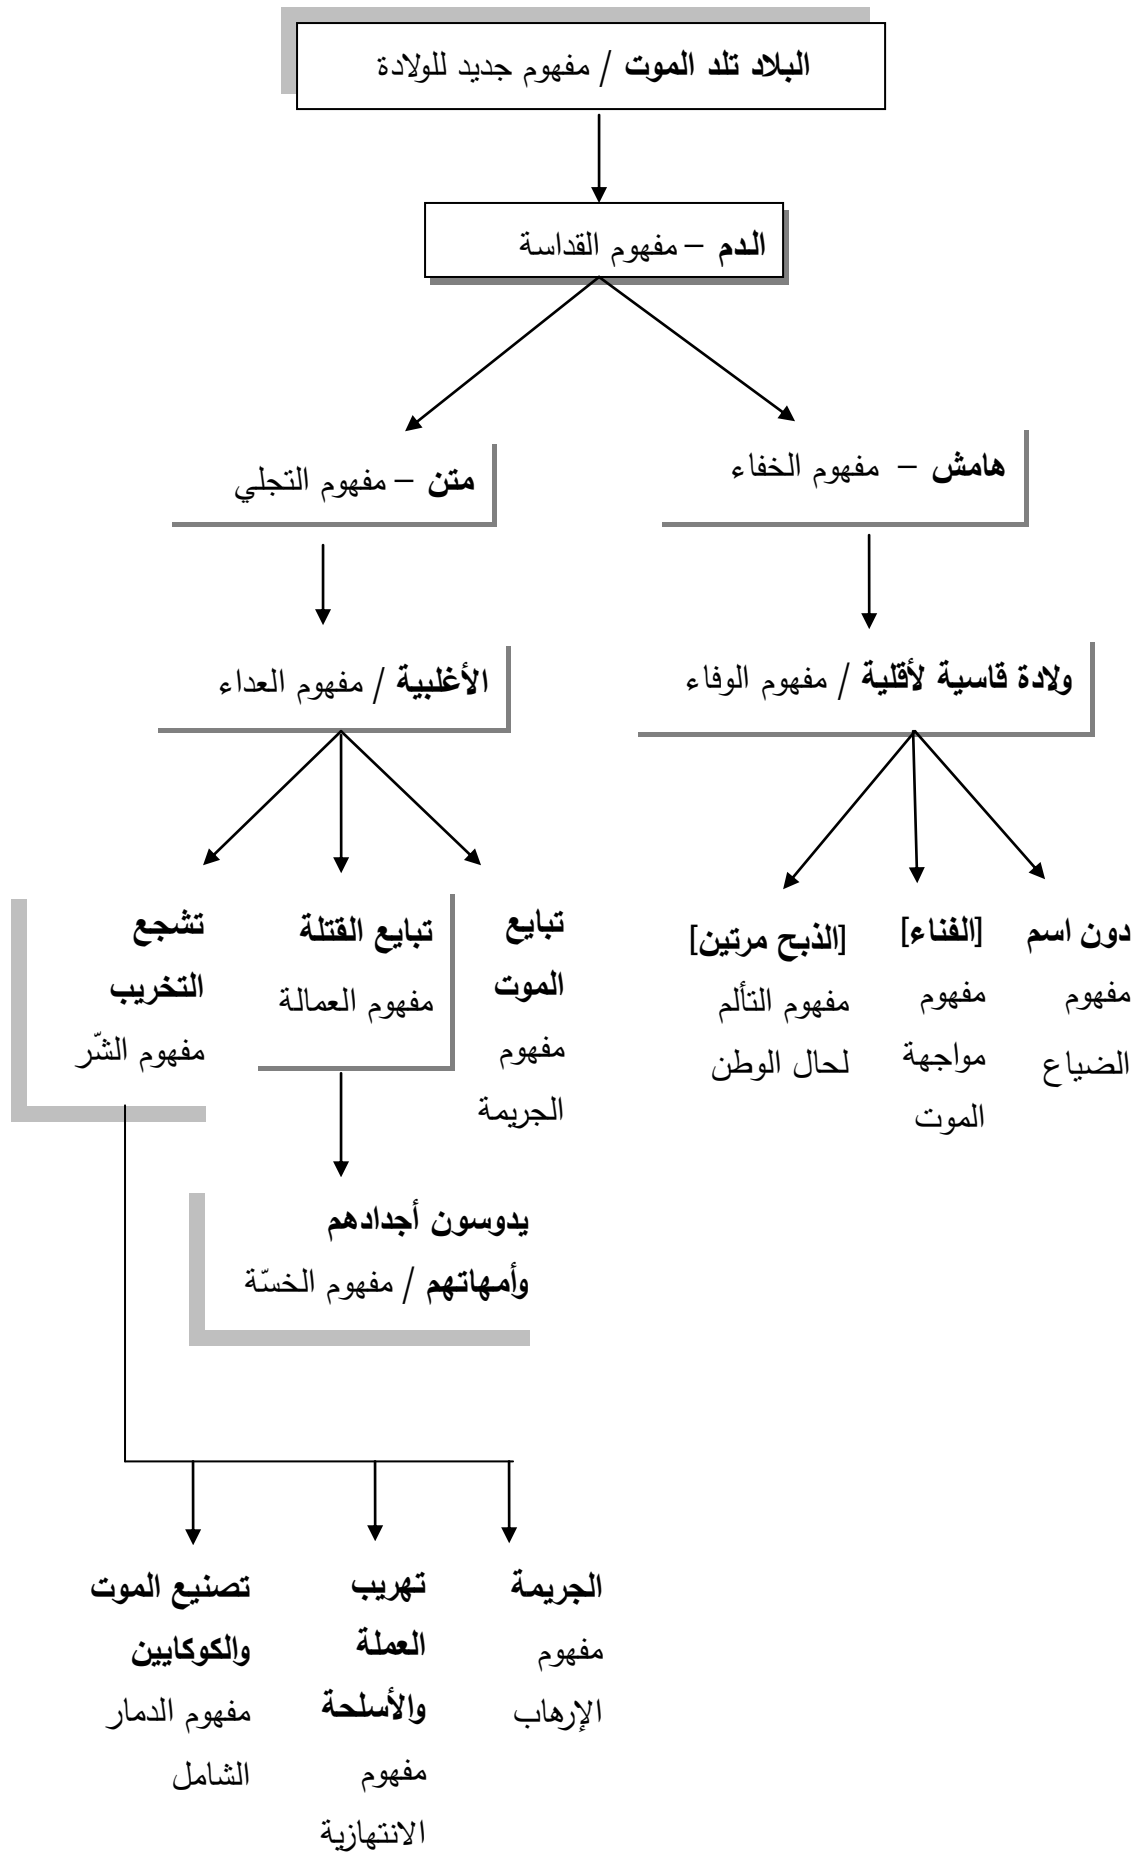 البلاد تلد الموت / مفهوم جديد للولادة
الدم – مفهوم القداسة
هامش – مفهوم الخفاء
متن – مفهوم التجلي
ولادة قاسية لأقلية / مفهوم الوفاء
الأغلبية / مفهوم العداء
دون اسم
مفهوم
الضياع
[الفناء]
مفهوم
مواجهة
الموت
[الذبح مرتين]
مفهوم التألم
لحال الوطن
تبايع
الموت
مفهوم
الجريمة
تبايع القتلة
مفهوم العمالة
تشجع
التخريب
مفهوم الشّر
يدوسون أجدادهم
وأمهاتهم / مفهوم الخسّة
الجريمة
مفهوم
الإرهاب
تهريب
العملة
والأسلحة
مفهوم
الانتهازية
تصنيع الموت
والكوكايين
مفهوم الدمار
الشامل